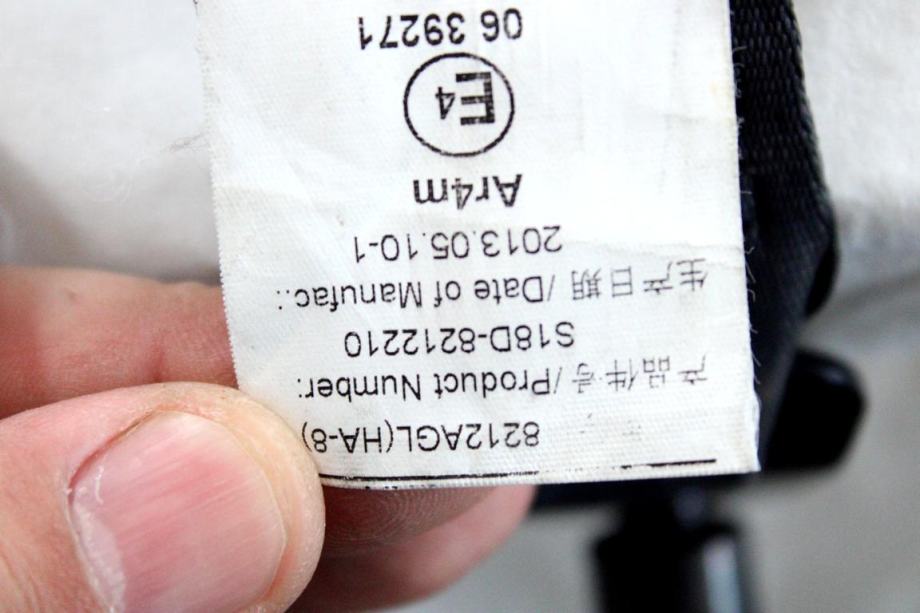 8212AGL(HA-8)
产品件号/Product Number:
S18D-8212210
生产日期/Date of Manufac.:
2013.05.10-1
Ar4m
E4
06 39271